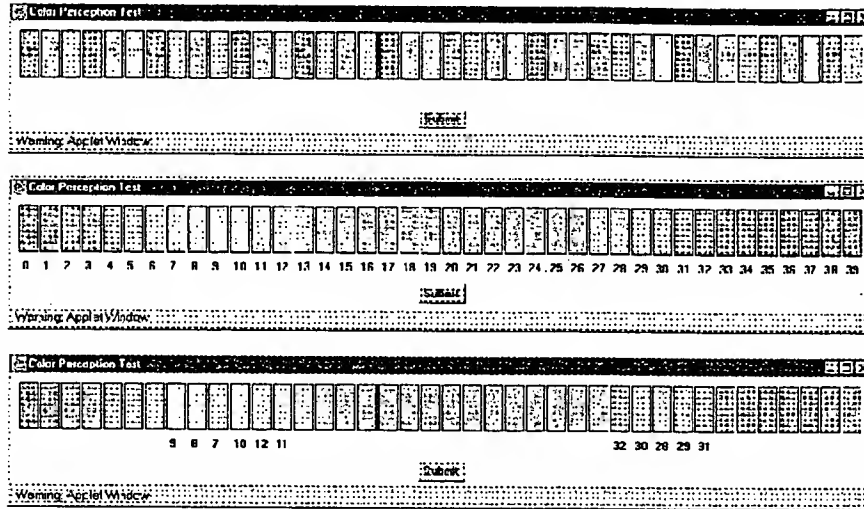 Color Perception Test
Submit
Warning: Applet Window
Color Perception Test
0 1 2 3 4 5 6 7 8 9 10 11 12 13 14 15 16 17 18 19 20 21 22 23 24 25 26 27 28 29 30 31 32 33 34 35 36 37 38 39
Submit
Warning: Applet Window
Color Perception Test
9 8 7 10 12 11 32 30 28 29 31
Submit
Warning: Applet Window